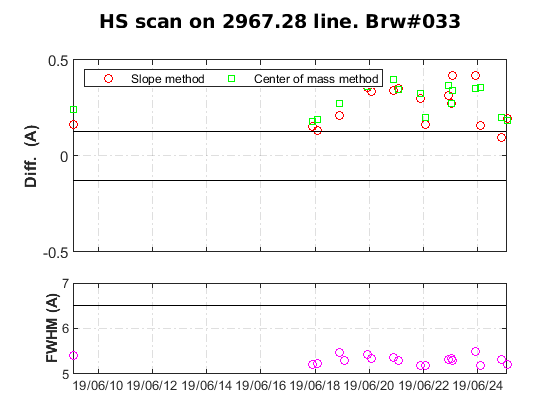 HS scan on 2967.28 line. Brw#033
0.5
Slope method
Center of mass method
Diff. (A)
0
-0.5
7
FWHM (A)
6
5
19/06/10 19/06/12 19/06/14 19/06/16 19/06/18 19/06/20 19/06/22 19/06/24